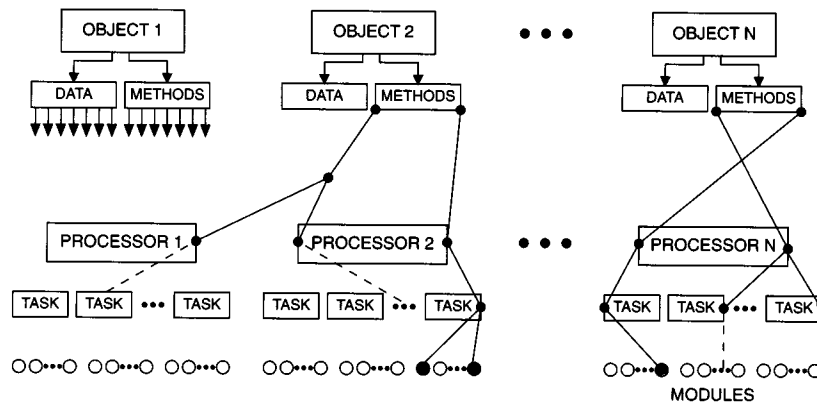 OBJECT 1
OBJECT 2
OBJECT N
DATA
METHODS
DATA
METHODS
DATA
METHODS
PROCESSOR 1
PROCESSOR 2
PROCESSOR N
TASK
TASK
TASK
TASK
TASK
TASK
TASK
TASK
TASK
MODULES